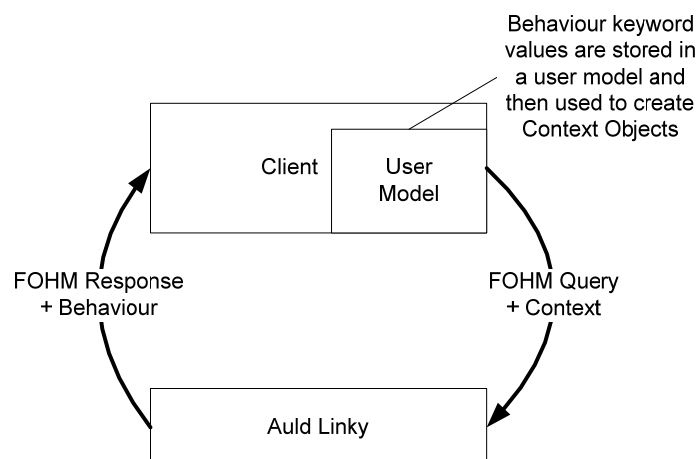 Behaviour keyword
values are stored in
a user model and
then used to create
Context Objects
Client
User
Model
FOHM Response
+ Behaviour
FOHM Query
+ Context
Auld Linky